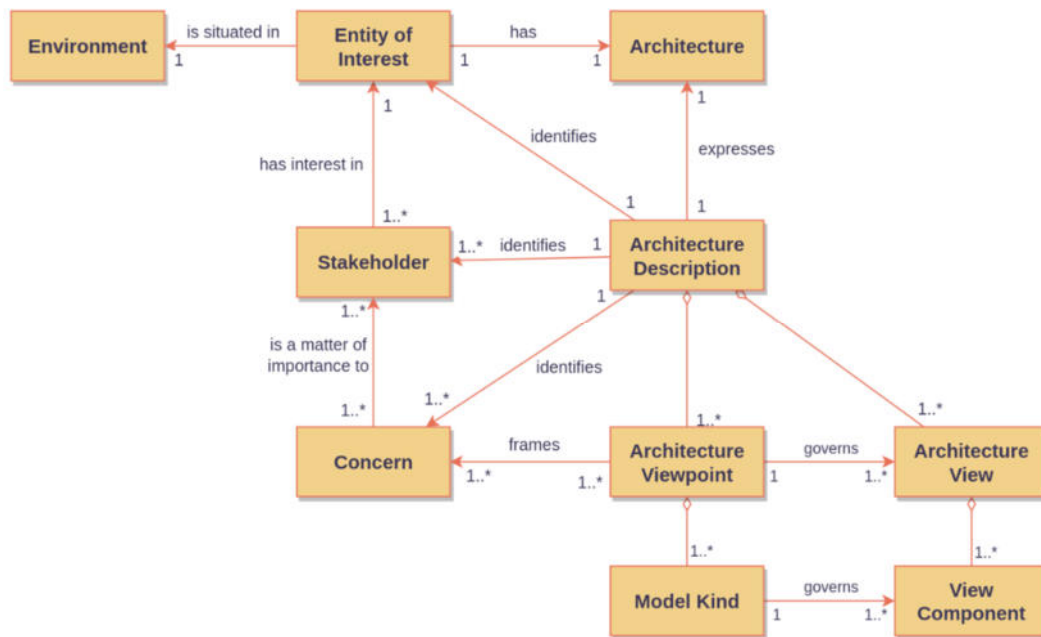 Environment
is situated in
1
Entity of
Interest
has
1
1
Architecture
1
1
identifies
expresses
has interest in
1..*
1
1
Stakeholder
1..*
identifies
1
Architecture
Description
1..*
1
is a matter of
importance to
identifies
1..*
1..*
1..*
1..*
Concern
frames
1..*
1..*
Architecture
Viewpoint
governs
1
1..*
Architecture
View
1..*
1..*
Model Kind
governs
1
1..*
View
Component